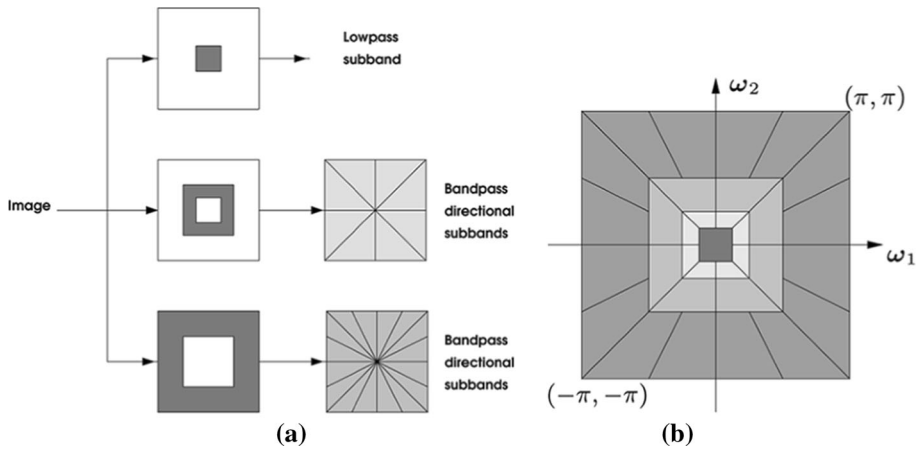 Lowpass
subband
Image
Bandpass
directional
subbands
Bandpass
directional
subbands
(a)
ω₂
(π, π)
ω₁
(−π, −π)
(b)